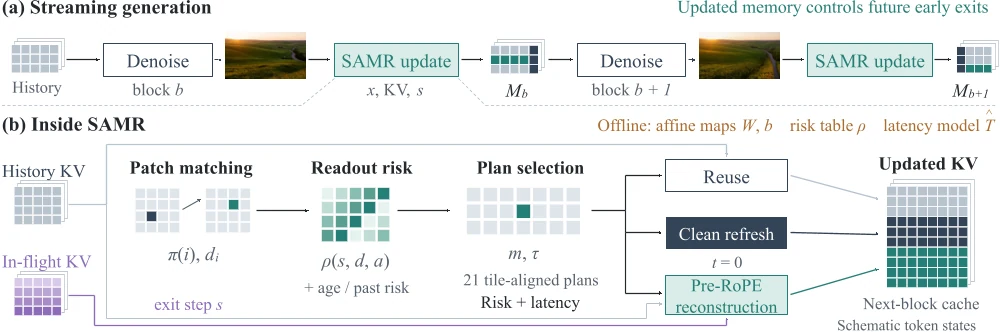 (a) Streaming generation
Updated memory controls future early exits
History
Denoise
block b
SAMR update
x, KV, s
M_b
Denoise
block b + 1
SAMR update
M_{b+1}
(b) Inside SAMR
Offline: affine maps W, b risk table ρ latency model T̂
History KV
In-flight KV
Patch matching
π(i), d_i
exit step s
Readout risk
ρ(s, d, a)
+ age / past risk
Plan selection
m, τ
21 tile-aligned plans
Risk + latency
Reuse
Clean refresh
t = 0
Pre-RoPE
reconstruction
Updated KV
Next-block cache
Schematic token states